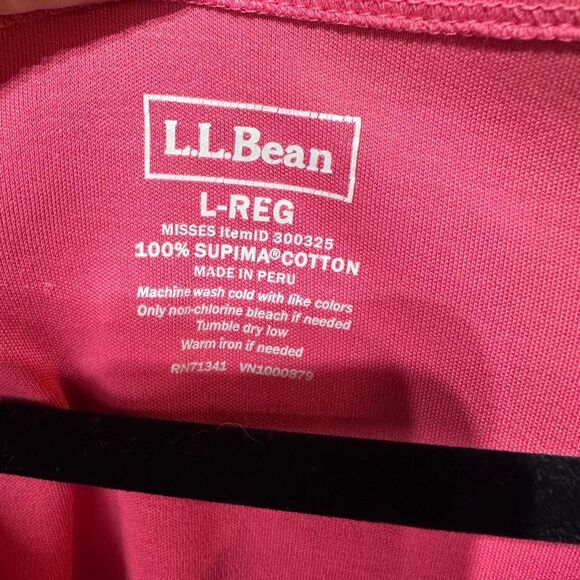 L.L.Bean
L-REG
MISSES ItemID 300325
100% SUPIMA®COTTON
MADE IN PERU
Machine wash cold with like colors
Only non-chlorine bleach if needed
Tumble dry low
Warm iron if needed
RN71341 VN1000879